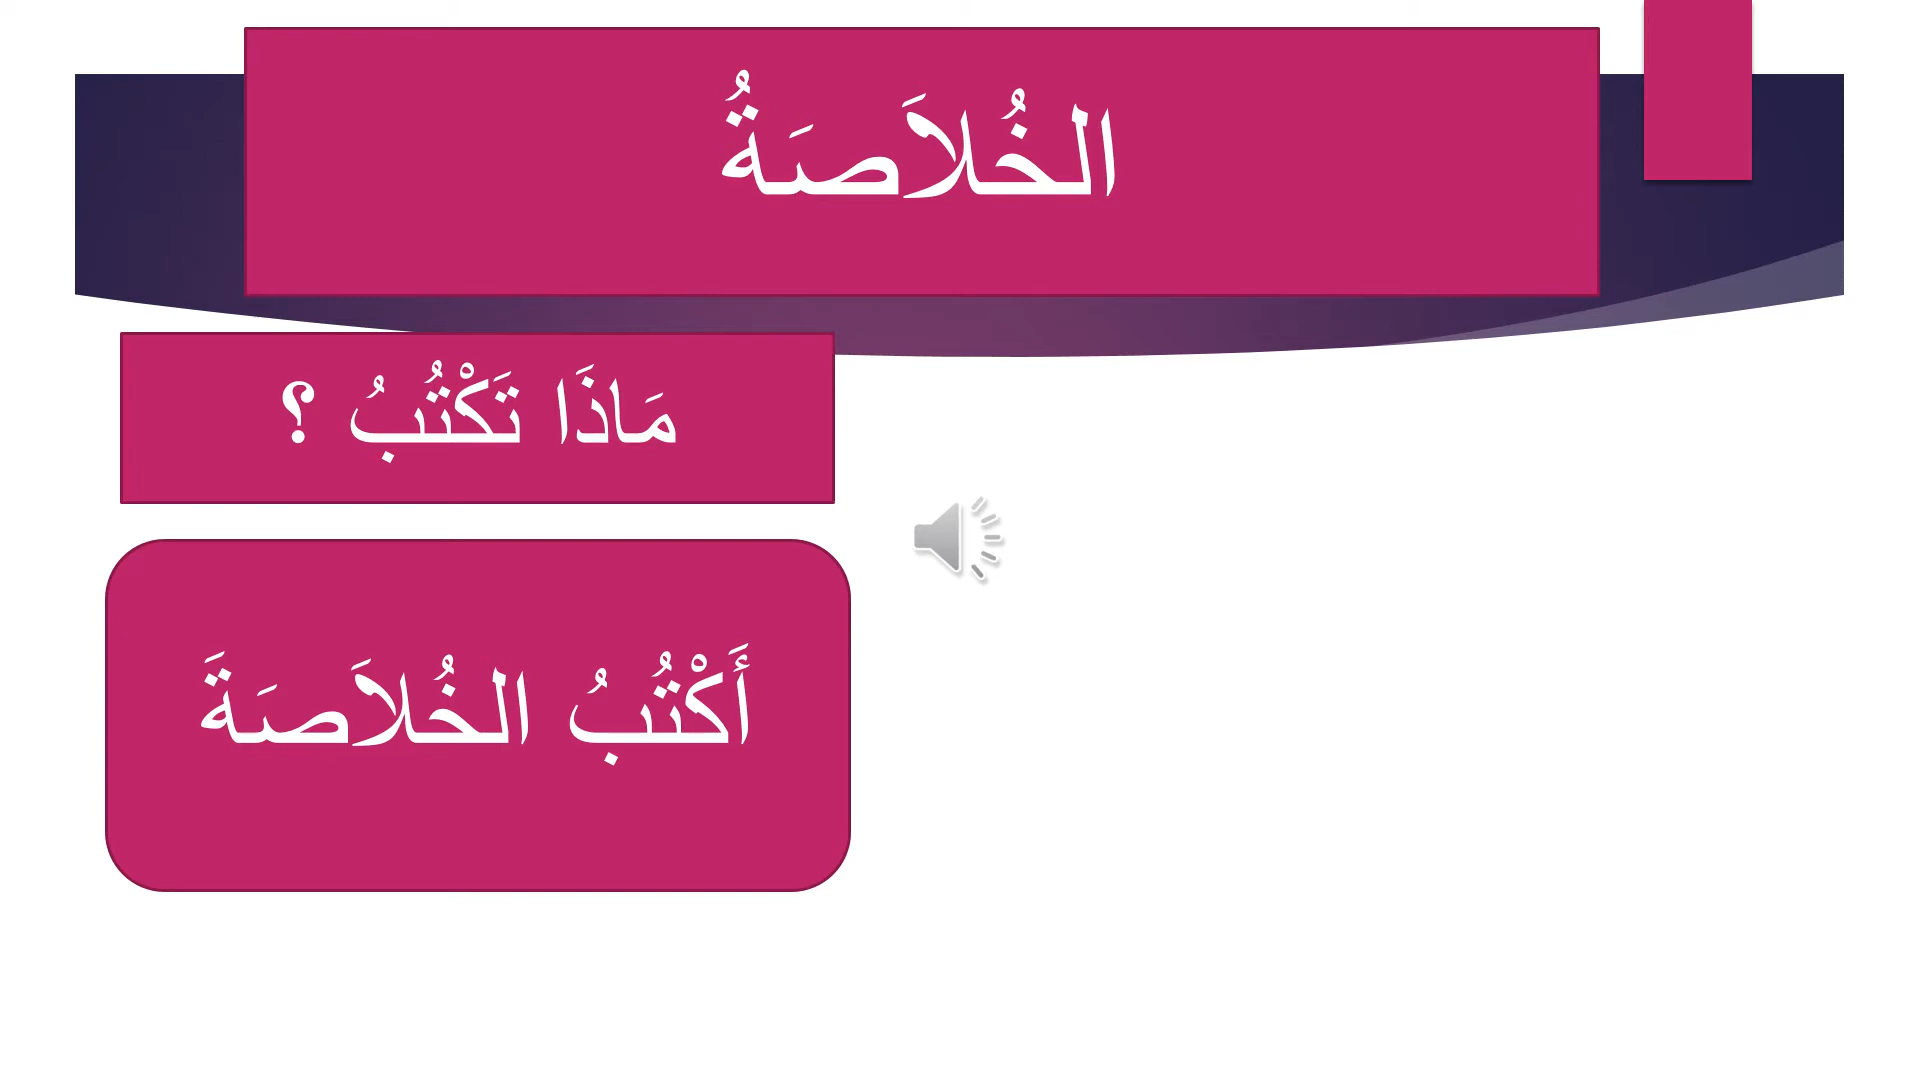 الخُلاَصَةُ
مَاذَا تَكْتُبُ ؟
أَكْتُبُ الخُلاَصَةَ